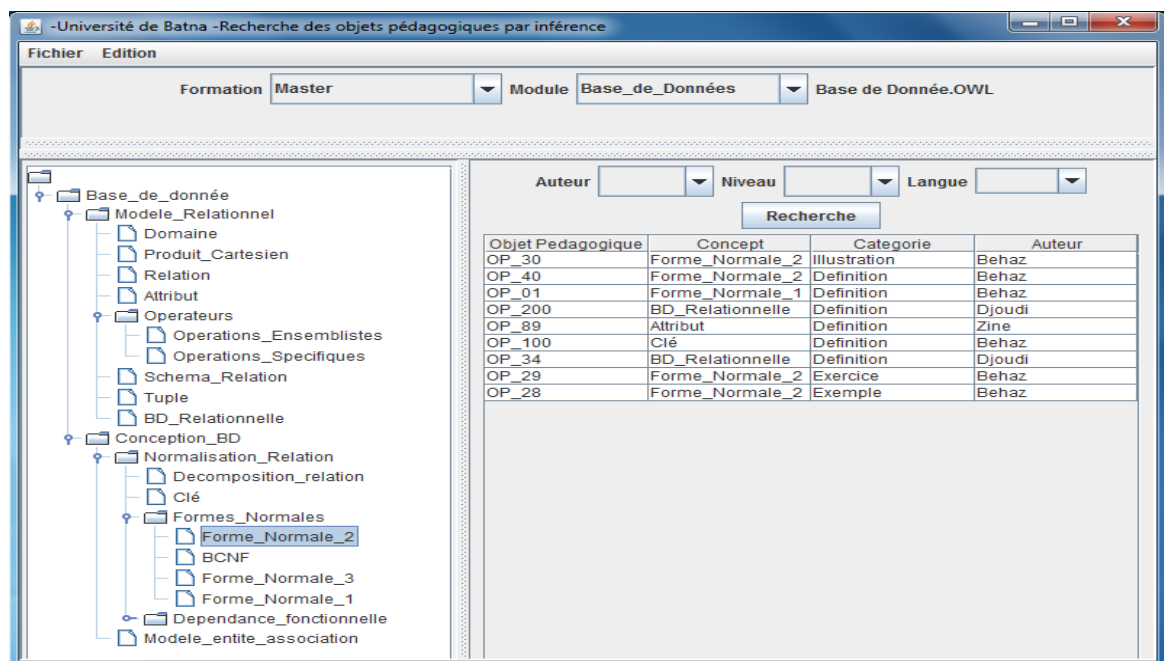 -Université de Batna -Recherche des objets pédagogiques par inférence
Fichier Edition
Formation Master Module Base_de_Données Base de Donnée.OWL
Base_de_donnée
Modele_Relationnel
Domaine
Produit_Cartesien
Relation
Attribut
Operateurs
Operations_Ensemblistes
Operations_Specifiques
Schema_Relation
Tuple
BD_Relationnelle
Conception_BD
Normalisation_Relation
Decomposition_relation
Clé
Formes_Normales
Forme_Normale_2
BCNF
Forme_Normale_3
Forme_Normale_1
Dependance_fonctionnelle
Modele_entite_association
Auteur Niveau Langue
Recherche
Objet Pedagogique Concept Categorie Auteur
OP_30 Forme_Normale_2 Illustration Behaz
OP_40 Forme_Normale_2 Definition Behaz
OP_01 Forme_Normale_1 Definition Behaz
OP_200 BD_Relationnelle Definition Djoudi
OP_89 Attribut Definition Zine
OP_100 Clé Definition Behaz
OP_34 BD_Relationnelle Definition Djoudi
OP_29 Forme_Normale_2 Exercice Behaz
OP_28 Forme_Normale_2 Exemple Behaz